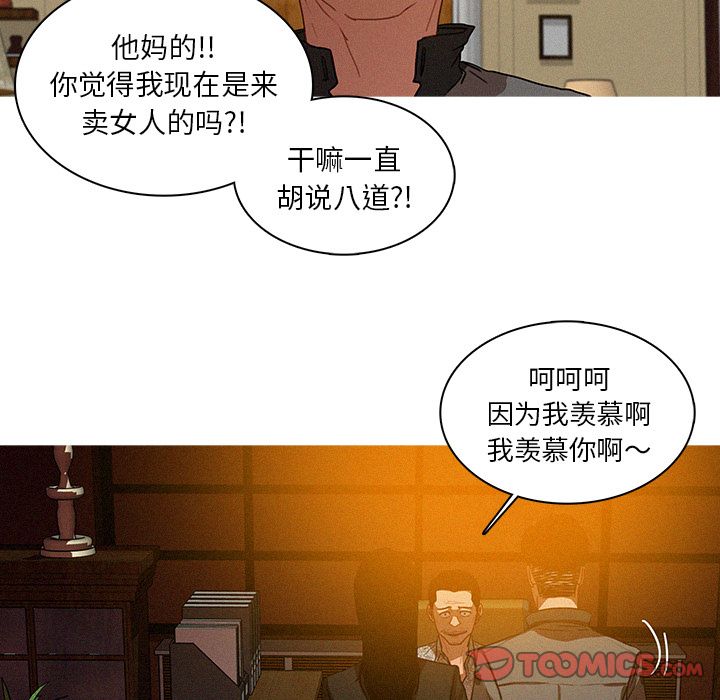 他妈的!!
你觉得我现在是来
卖女人的吗?!
干嘛一直
胡说八道?!
呵呵呵
因为我羡慕啊
我羡慕你啊～
TOOMICS.COM